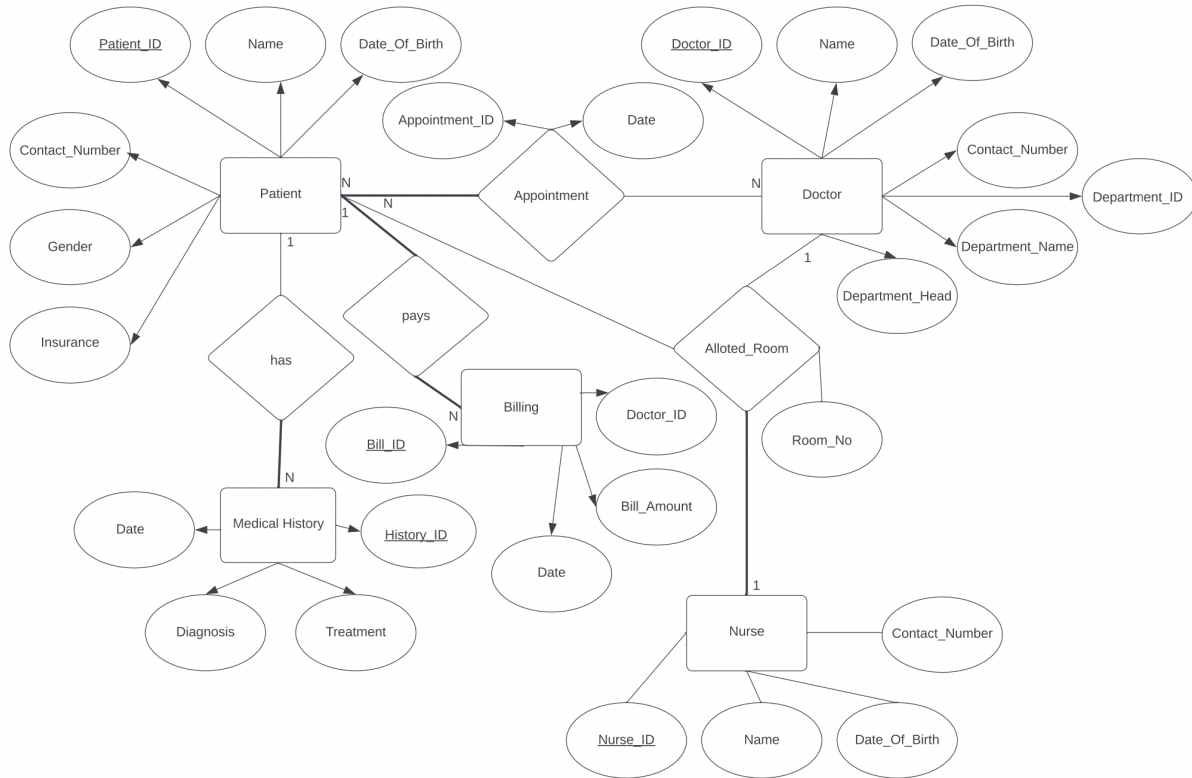 Patient_ID
Name
Date_Of_Birth
Doctor_ID
Name
Date_Of_Birth
Appointment_ID
Date
Contact_Number
Contact_Number
Patient
N
N
1
Appointment
N
Doctor
Department_ID
Gender
1
Department_Name
1
Department_Head
pays
Insurance
has
Alloted_Room
Billing
N
Doctor_ID
Bill_ID
Room_No
N
Bill_Amount
Date
Medical History
History_ID
Date
1
Diagnosis
Treatment
Nurse
Contact_Number
Nurse_ID
Name
Date_Of_Birth